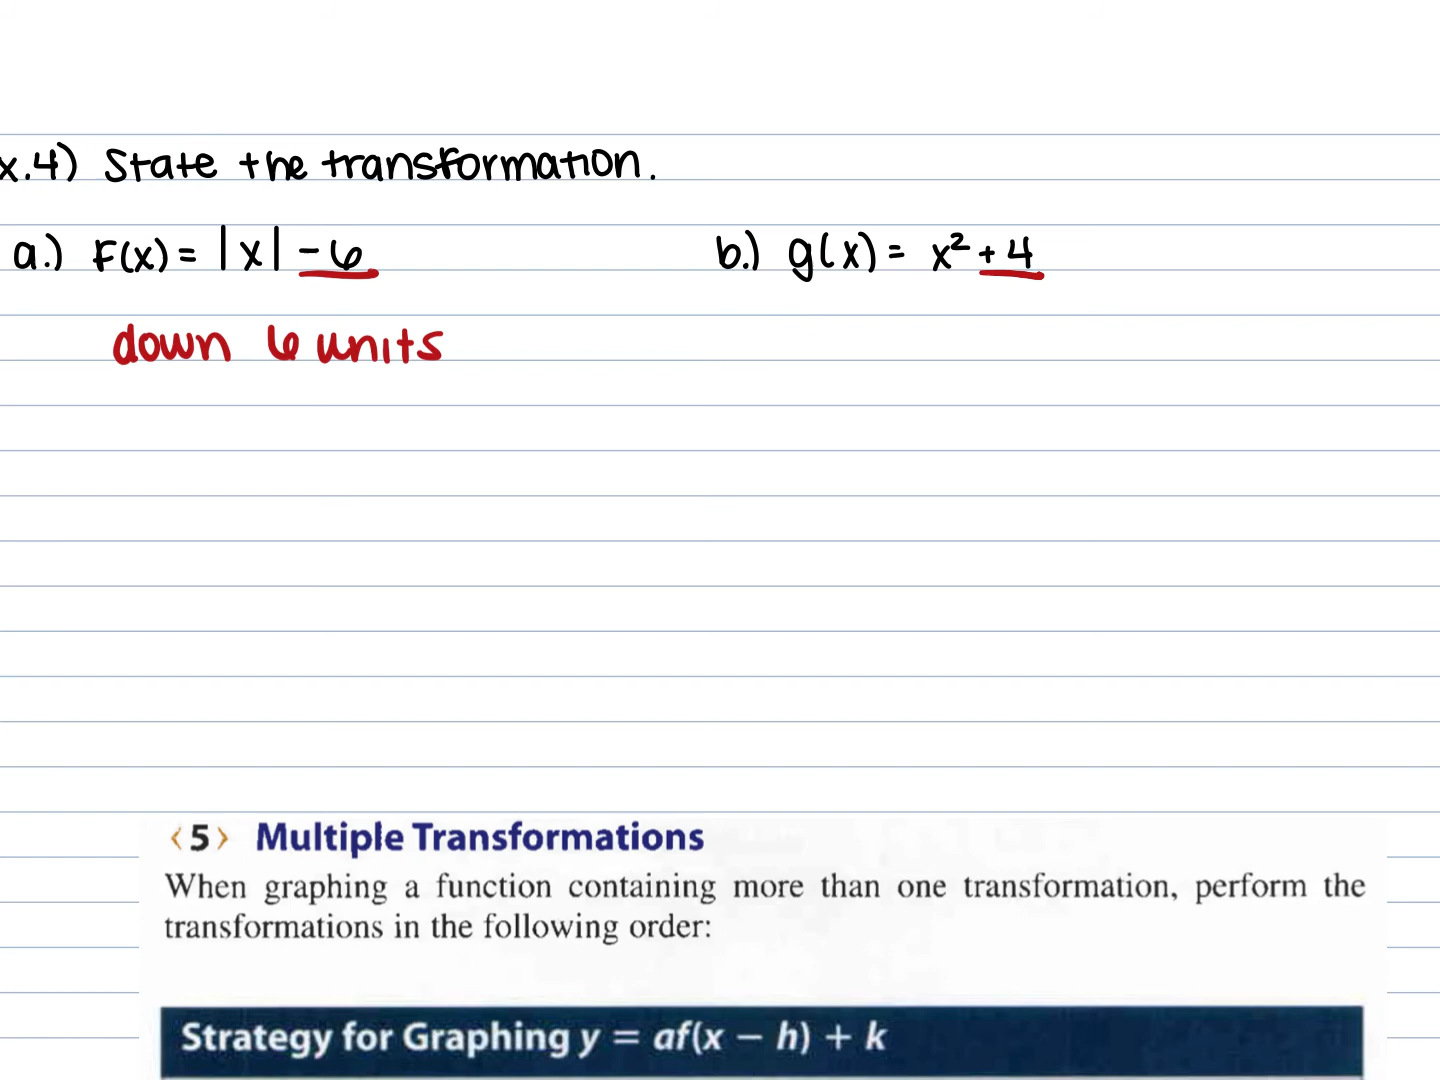 x.4) State the transformation.
a.) F(x) = |x| - 6
b.) g(x) = x² + 4
down 6 units
‹5› Multiple Transformations
When graphing a function containing more than one transformation, perform the
transformations in the following order:
Strategy for Graphing y = af(x − h) + k